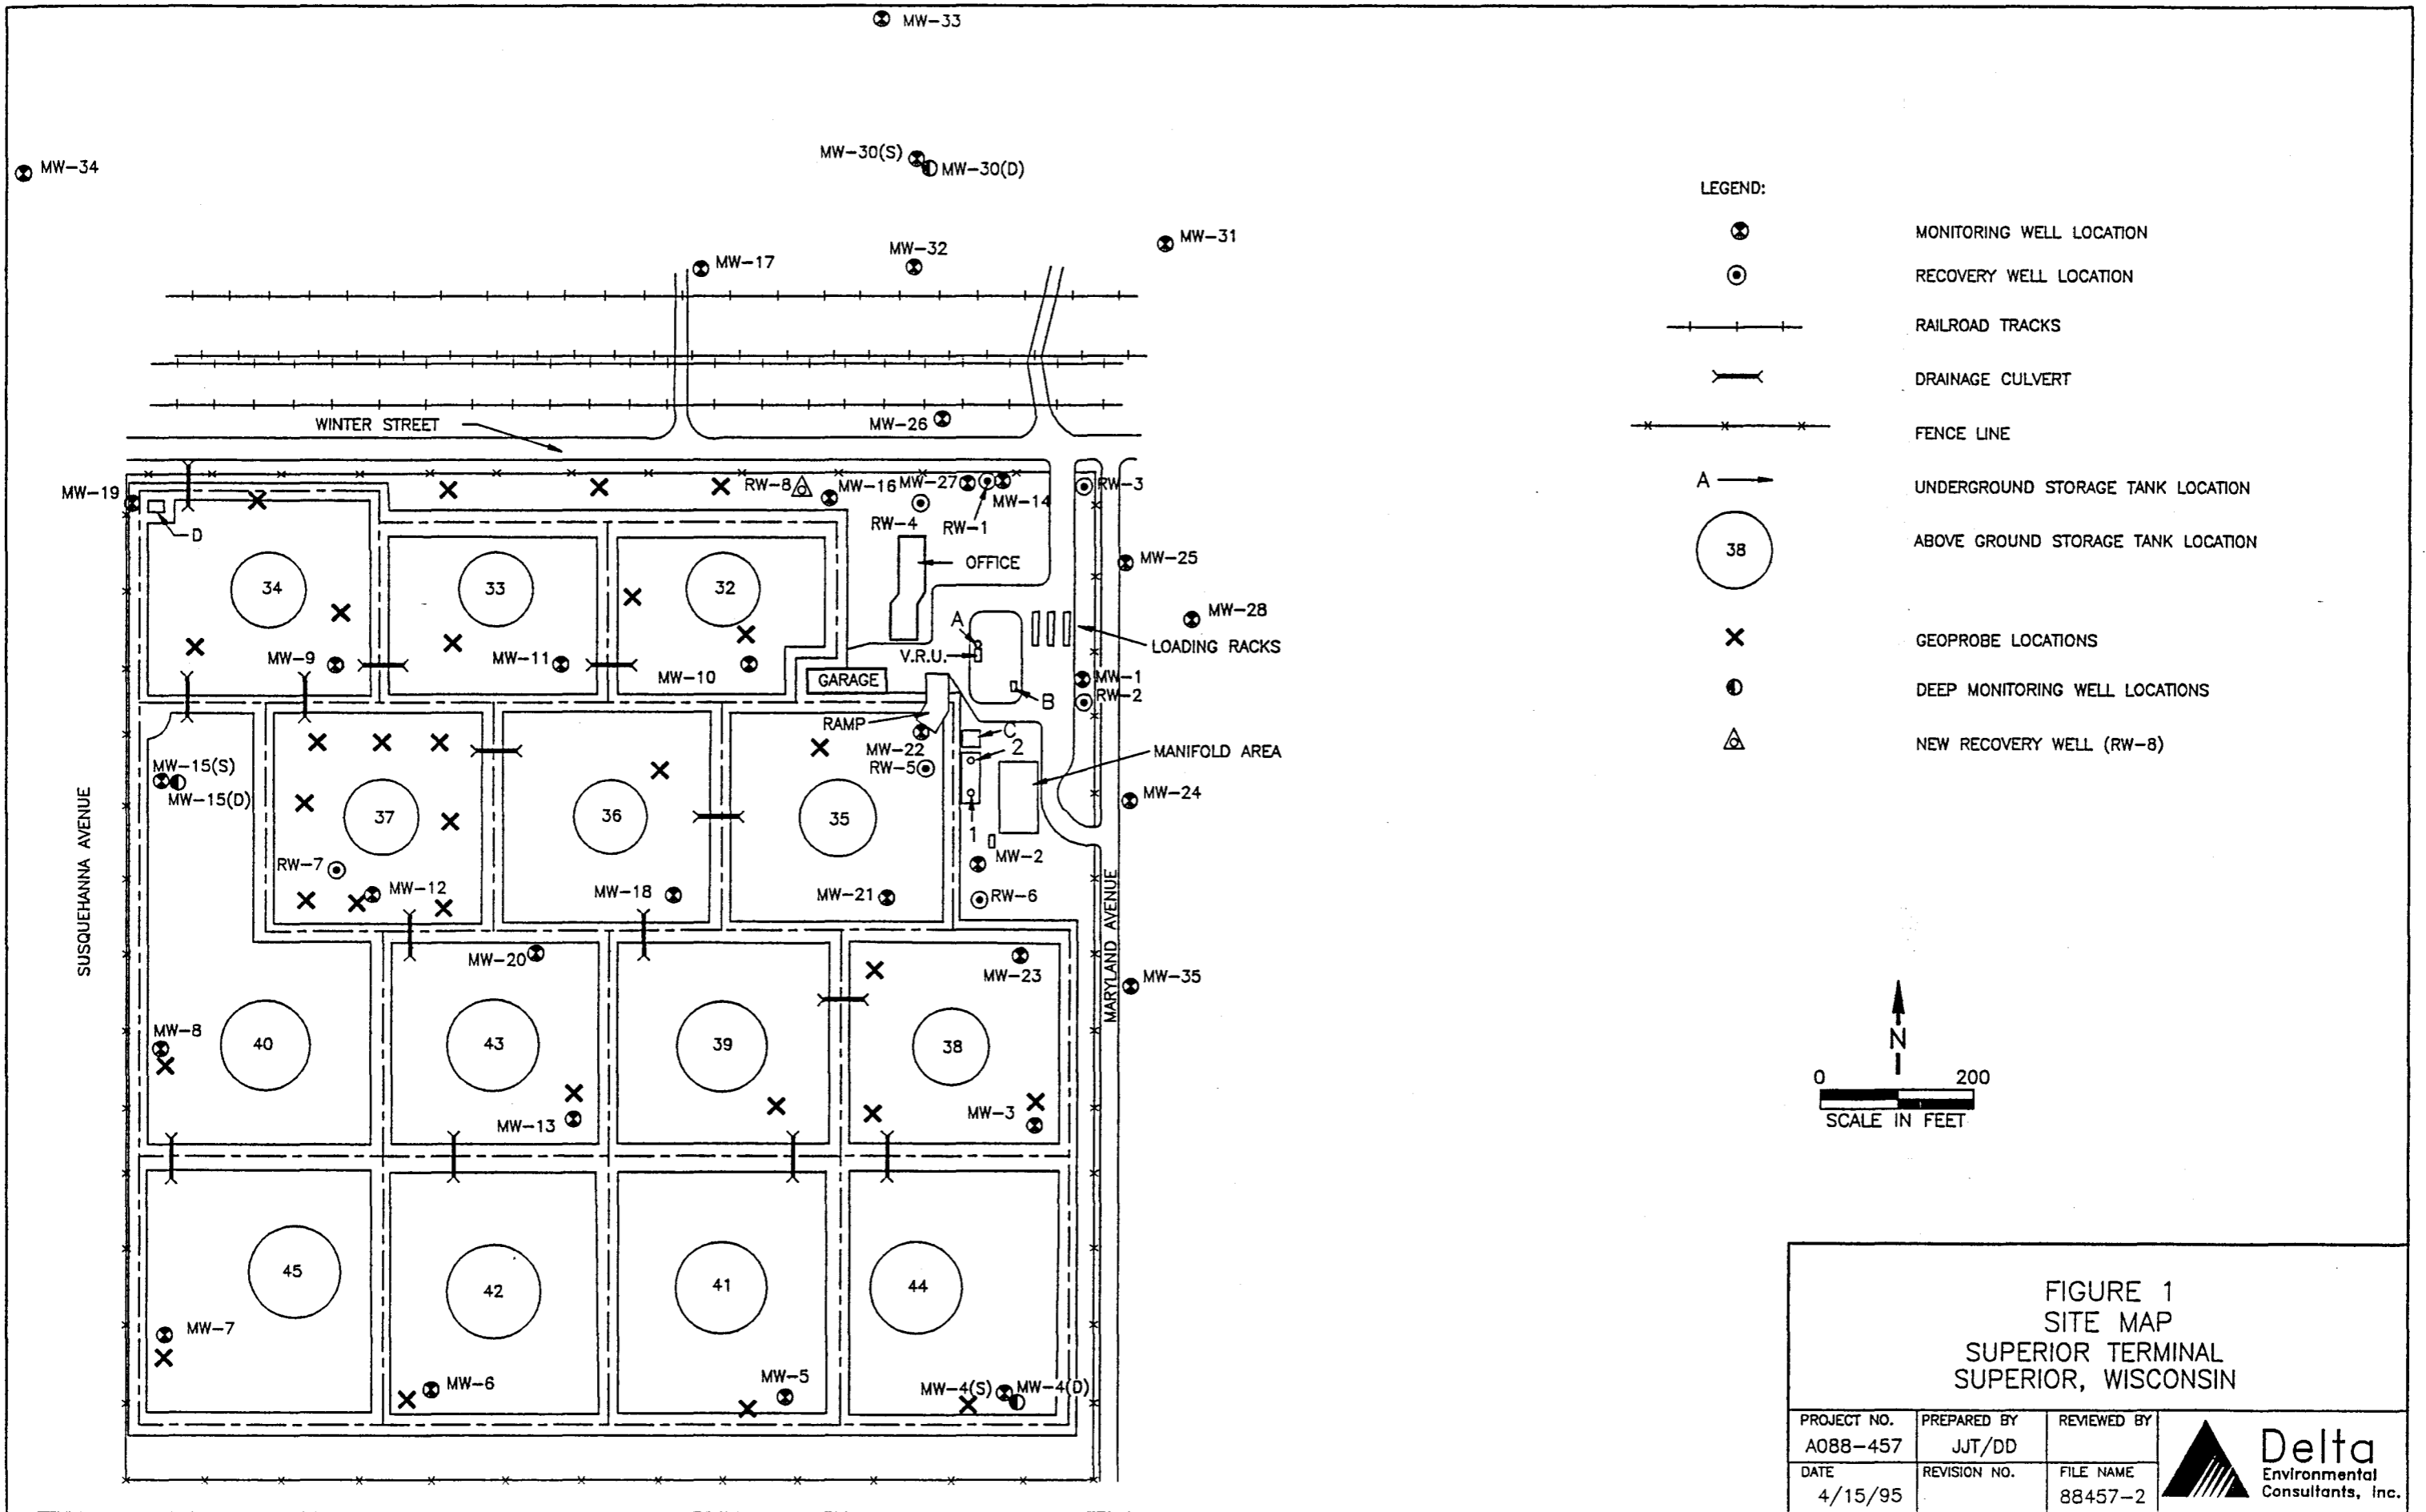 MW-33
MW-34
MW-30(S)
MW-30(D)
MW-31
MW-32
MW-17
WINTER STREET
MW-26
MW-19
RW-8
MW-16
MW-27
MW-14
RW-3
RW-4
RW-1
D
OFFICE
MW-25
34
33
32
MW-28
A
LOADING RACKS
V.R.U.
MW-9
MW-11
MW-10
GARAGE
MW-1
RW-2
B
RAMP
C
MW-22
2
MANIFOLD AREA
RW-5
MW-15(S)
MW-15(D)
SUSQUEHANNA AVENUE
37
36
35
MW-24
1
RW-7
MW-2
MW-12
MW-18
MW-21
RW-6
MARYLAND AVENUE
MW-20
MW-23
MW-35
MW-8
40
43
39
38
MW-13
MW-3
45
42
41
44
MW-7
MW-6
MW-5
MW-4(S)
MW-4(D)
LEGEND:
MONITORING WELL LOCATION
RECOVERY WELL LOCATION
RAILROAD TRACKS
DRAINAGE CULVERT
FENCE LINE
A
UNDERGROUND STORAGE TANK LOCATION
38
ABOVE GROUND STORAGE TANK LOCATION
GEOPROBE LOCATIONS
DEEP MONITORING WELL LOCATIONS
NEW RECOVERY WELL (RW-8)
N
0 200
SCALE IN FEET
FIGURE 1
SITE MAP
SUPERIOR TERMINAL
SUPERIOR, WISCONSIN
PROJECT NO.
A088-457
PREPARED BY
JJT/DD
REVIEWED BY
DATE
4/15/95
REVISION NO.
FILE NAME
88457-2
Delta
Environmental
Consultants, Inc.